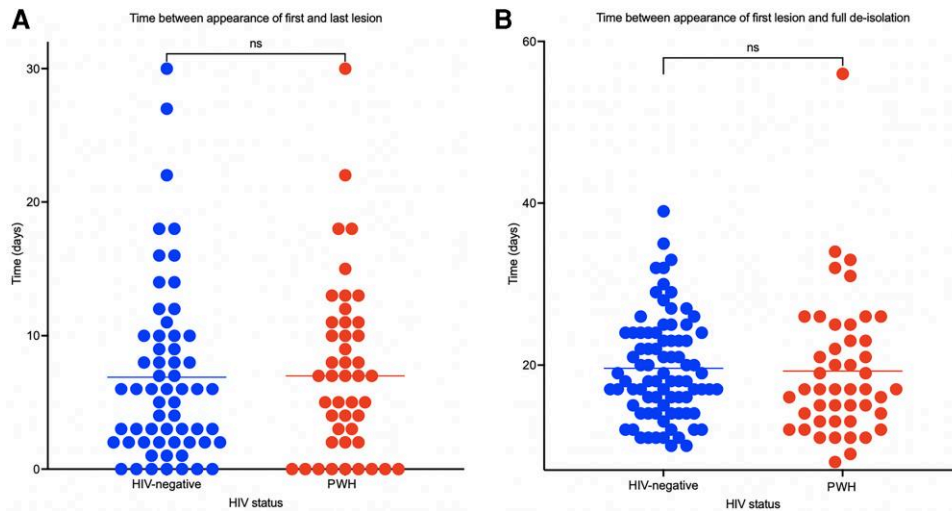 A
Time between appearance of first and last lesion
ns
30
20
10
0
Time (days)
HIV-negative
PWH
HIV status
B
Time between appearance of first lesion and full de-isolation
ns
60
40
20
Time (days)
HIV-negative
PWH
HIV status